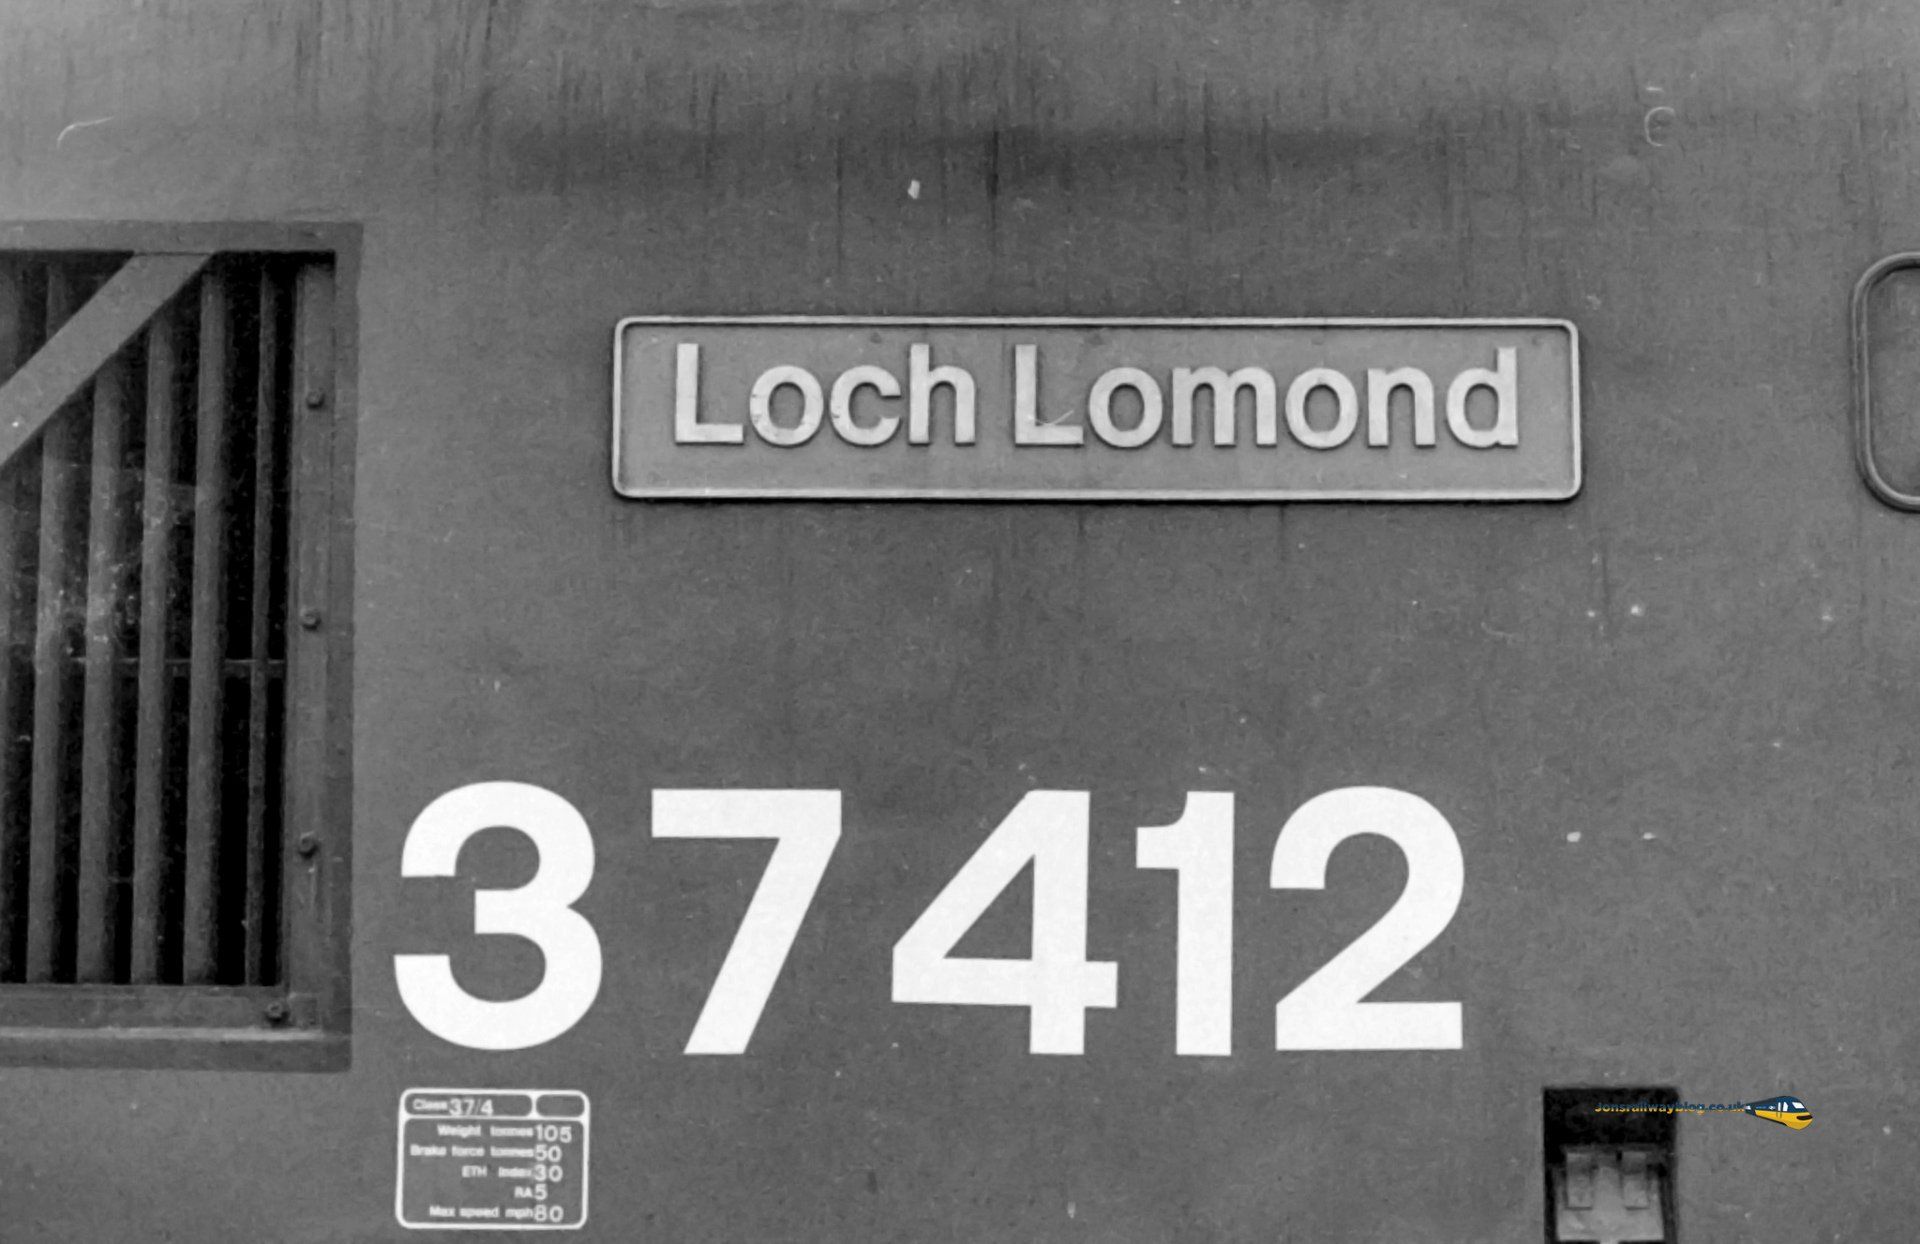 Loch Lomond
37412
Class 37/4
Weight tonnes 105
Brake force tonnes 50
ETH Index 30
RA 5
Max speed mph 80
Jonsrailwayblog.co.uk